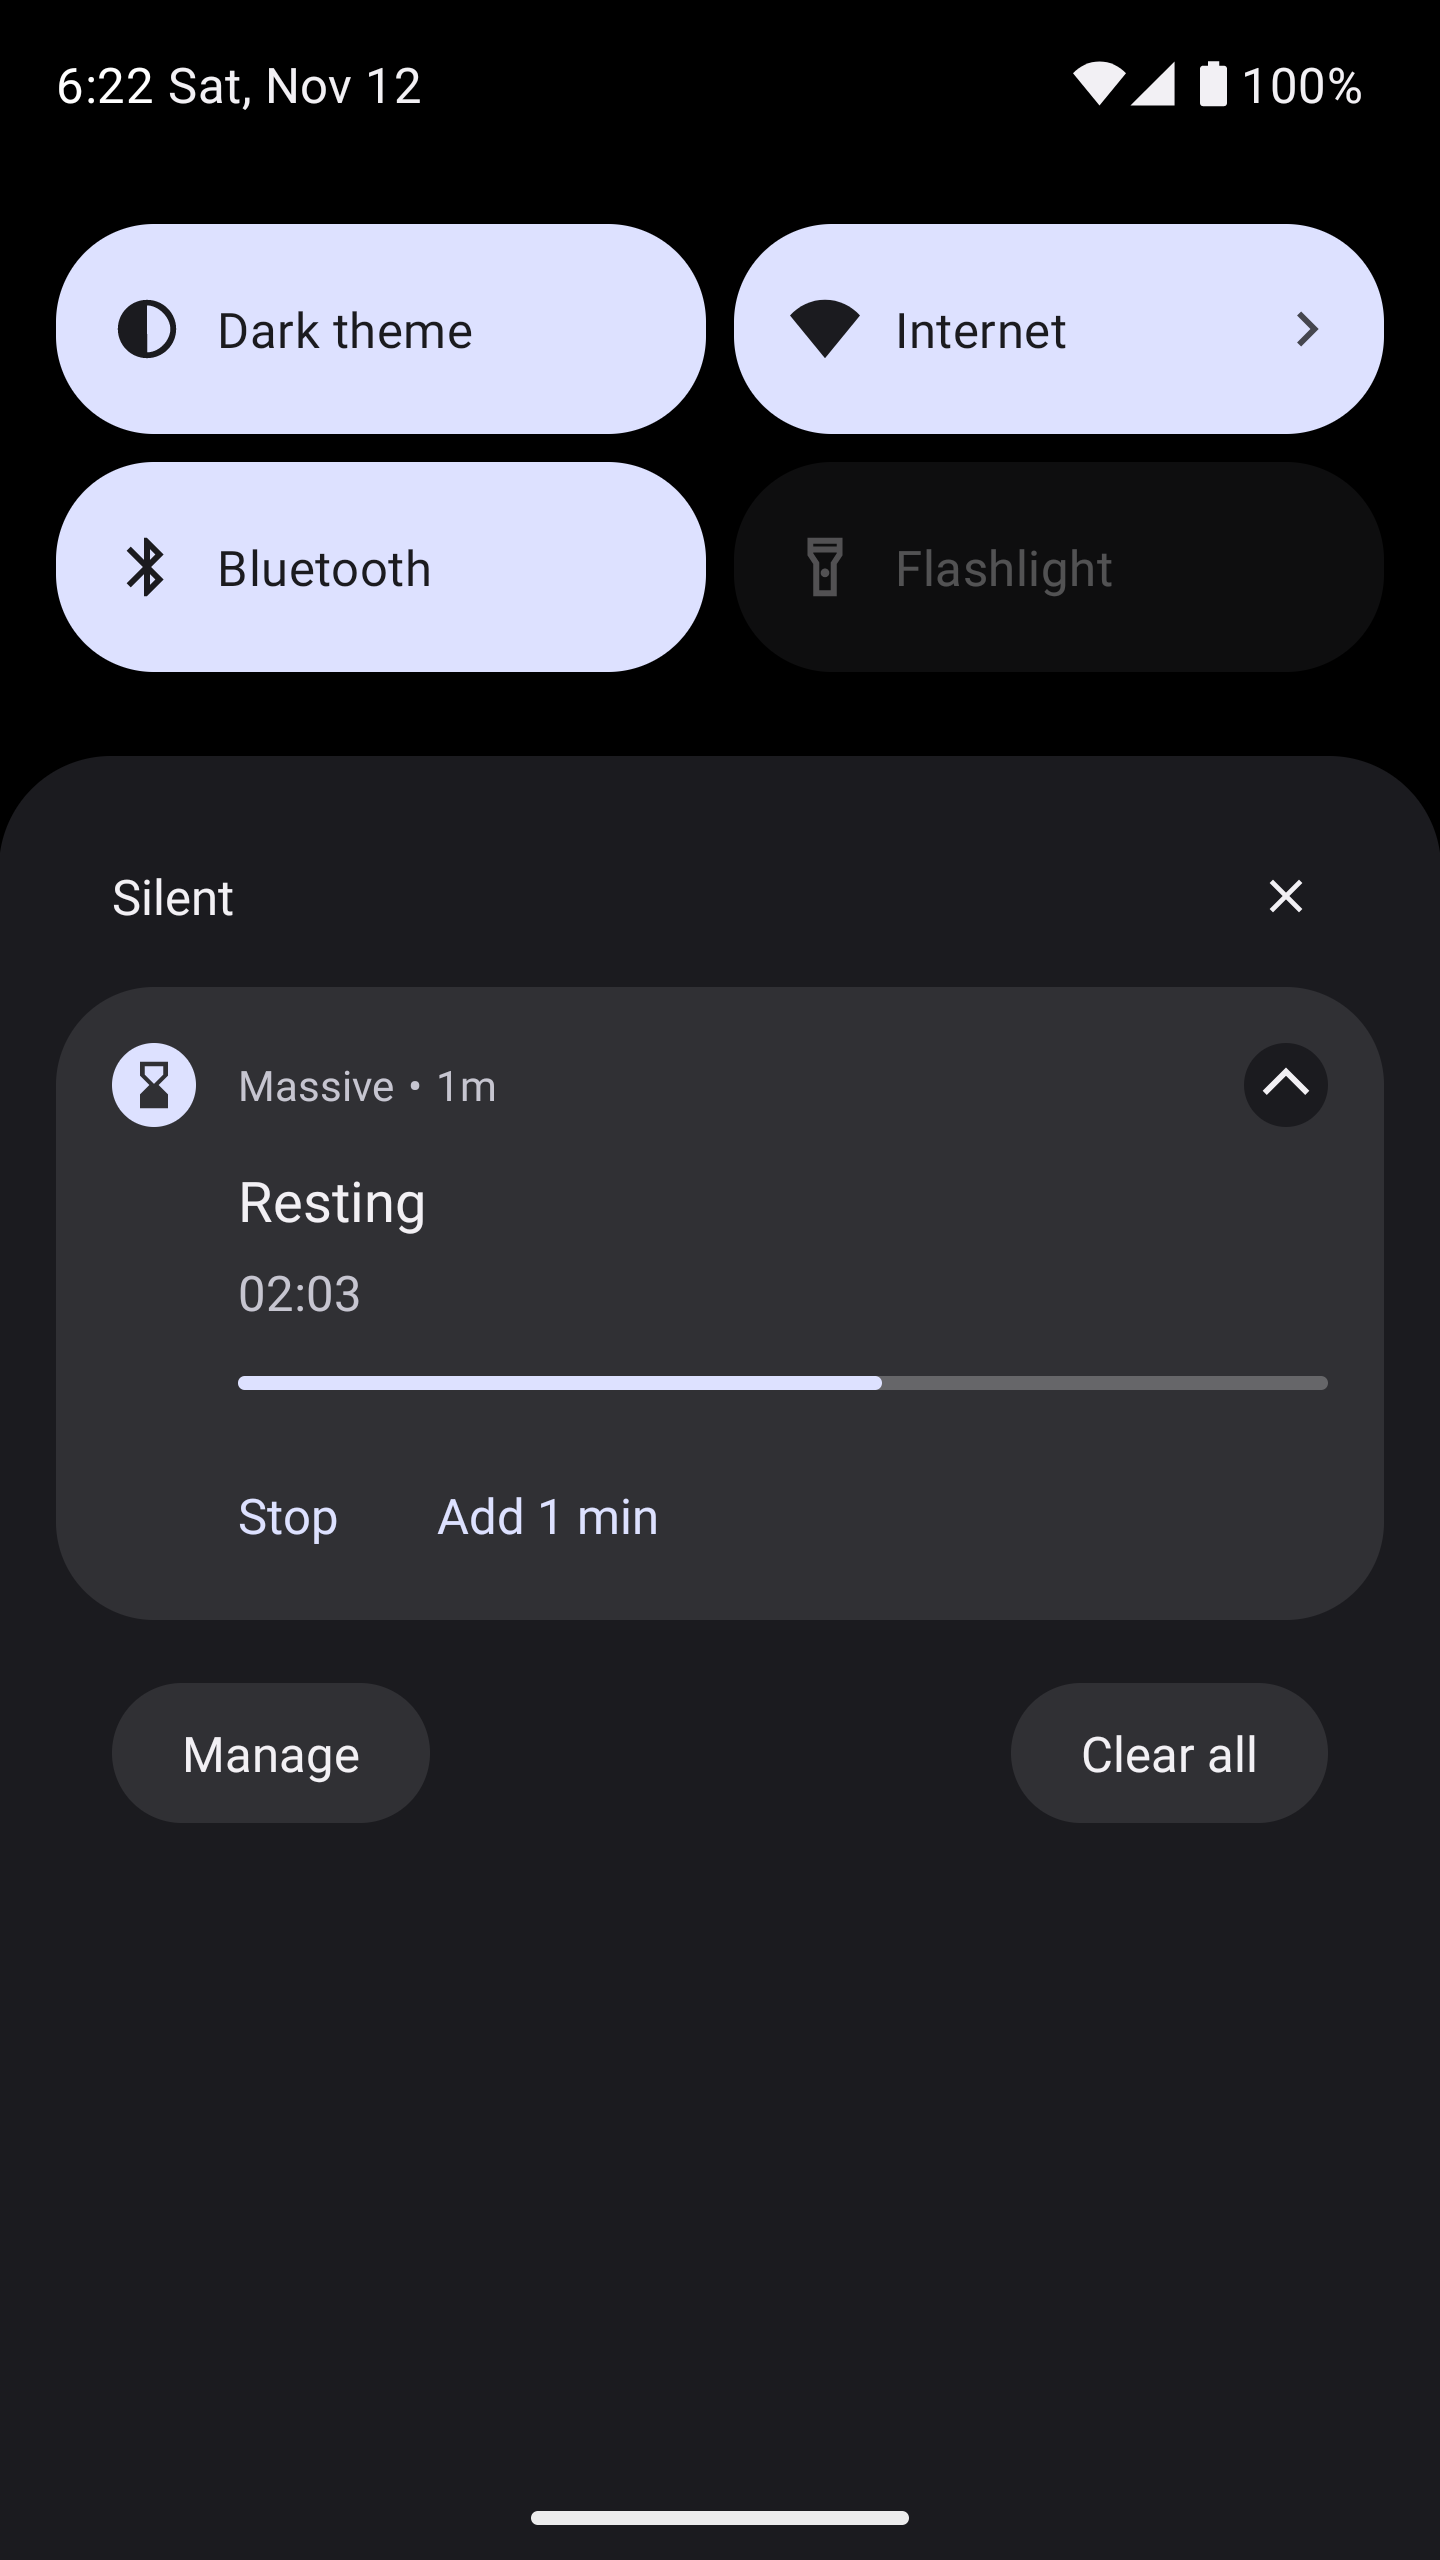 6:22 Sat, Nov 12 100%
Dark theme Internet
Bluetooth Flashlight
Silent
Massive • 1m
Resting
02:03
Stop Add 1 min
Manage Clear all